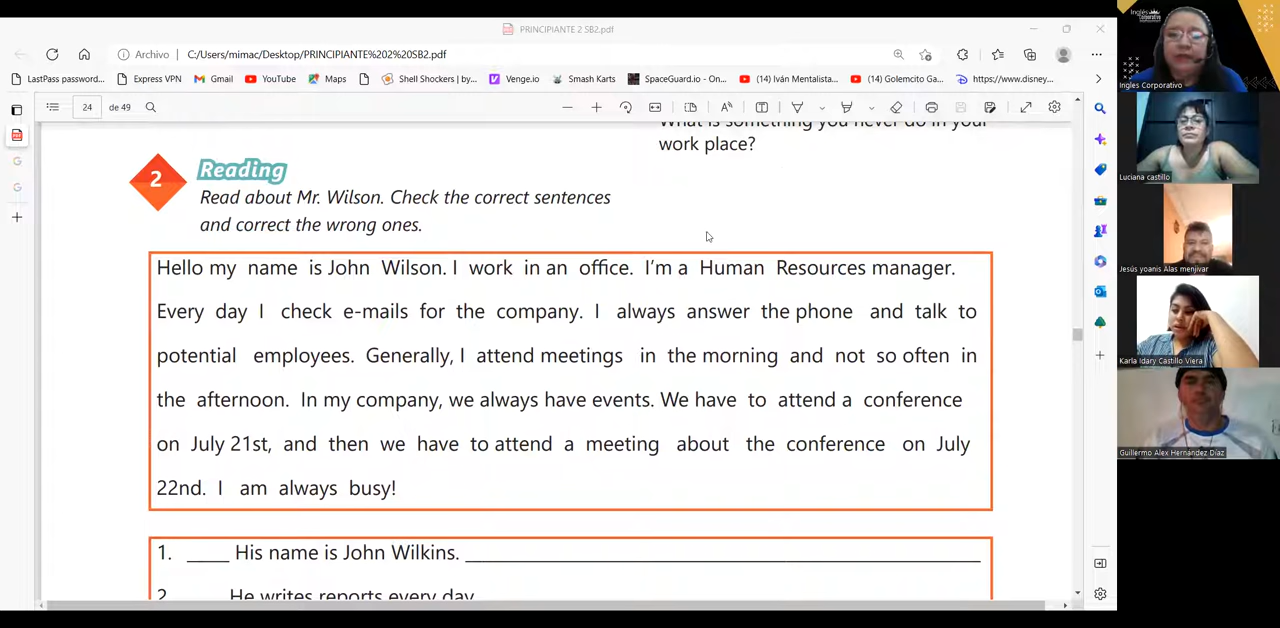 PRINCIPIANTE 2 SB2.pdf
Archivo
C:/Users/mimac/Desktop/PRINCIPIANTE%202%20SB2.pdf
LastPass password...
Express VPN
Gmail
YouTube
Maps
Shell Shockers | by...
Venge.io
Smash Karts
SpaceGuard.io - On...
(14) Iván Mentalista...
(14) Golemcito Ga...
https://www.disney...
24
de 49
What is something you never do in your
work place?
2
Reading
Read about Mr. Wilson. Check the correct sentences
and correct the wrong ones.
Hello my name is John Wilson. I work in an office. I'm a Human Resources manager.
Every day I check e-mails for the company. I always answer the phone and talk to
potential employees. Generally, I attend meetings in the morning and not so often in
the afternoon. In my company, we always have events. We have to attend a conference
on July 21st, and then we have to attend a meeting about the conference on July
22nd. I am always busy!
1. ____ His name is John Wilkins. ____
2. He writes reports every day
Inglés
Corporativo
Ingles Corporativo
Luciana castillo
Jesús yoanis Alas menjivar
Karla Idary Castillo Viera
Guillermo Alex Hernandez Díaz